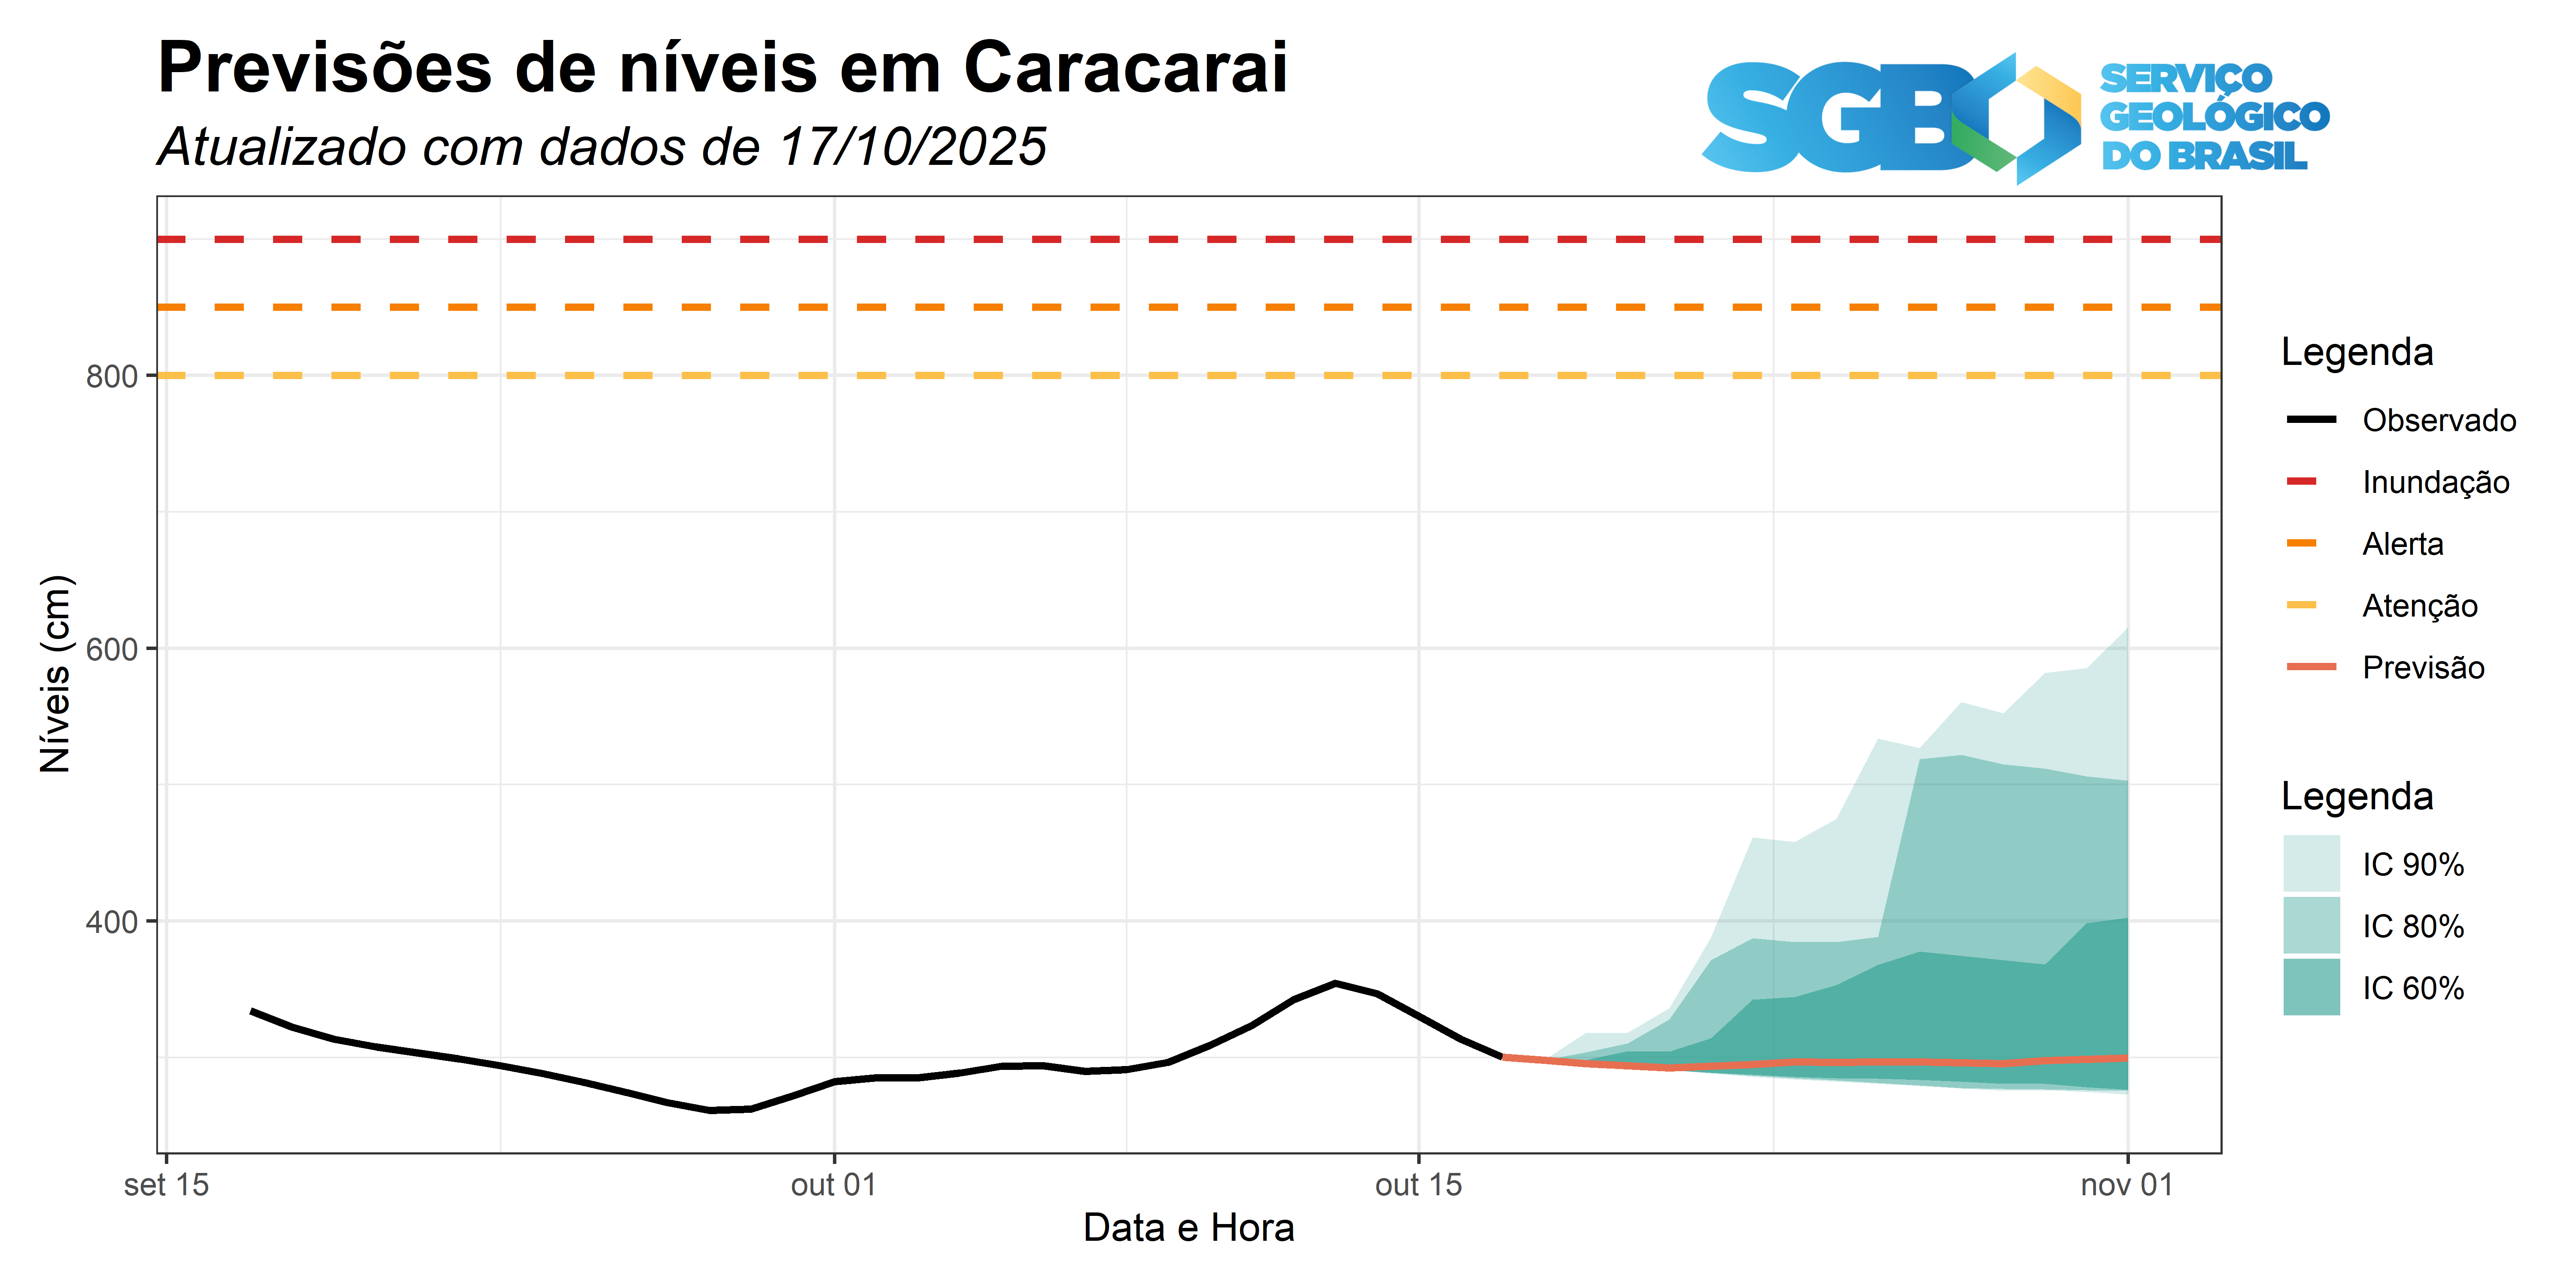 Previsões de níveis em Caracarai
Atualizado com dados de 17/10/2025
SGB
SERVIÇO
GEOLÓGICO
DO BRASIL
800
600
400
Níveis (cm)
set 15
out 01
out 15
nov 01
Data e Hora
Legenda
Observado
Inundação
Alerta
Atenção
Previsão
Legenda
IC 90%
IC 80%
IC 60%